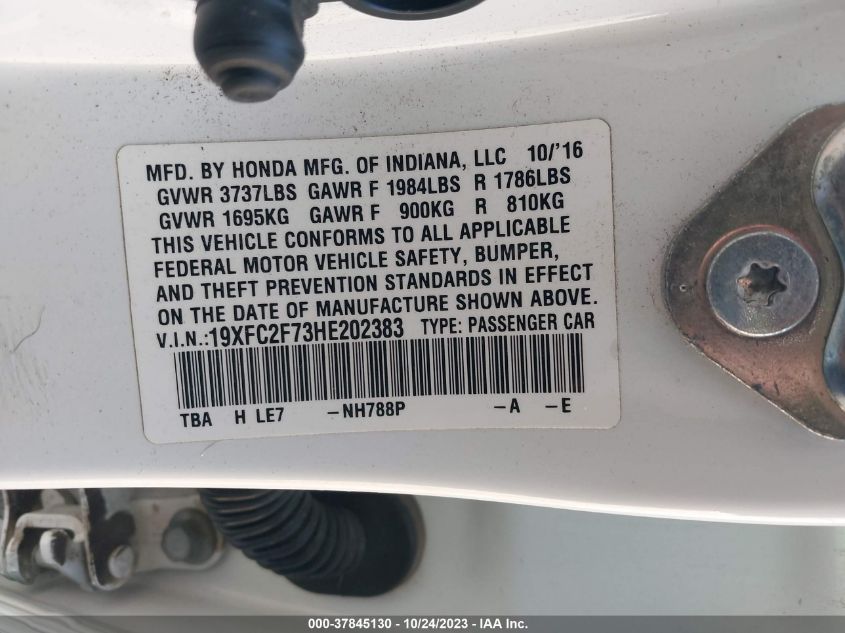 MFD. BY HONDA MFG. OF INDIANA, LLC 10/'16
GVWR 3737LBS GAWR F 1984LBS R 1786LBS
GVWR 1695KG GAWR F 900KG R 810KG
THIS VEHICLE CONFORMS TO ALL APPLICABLE
FEDERAL MOTOR VEHICLE SAFETY, BUMPER,
AND THEFT PREVENTION STANDARDS IN EFFECT
ON THE DATE OF MANUFACTURE SHOWN ABOVE.
V.I.N.:19XFC2F73HE202383 TYPE: PASSENGER CAR
TBA H LE7 -NH788P -A -E
000-37845130 - 10/24/2023 - IAA Inc.